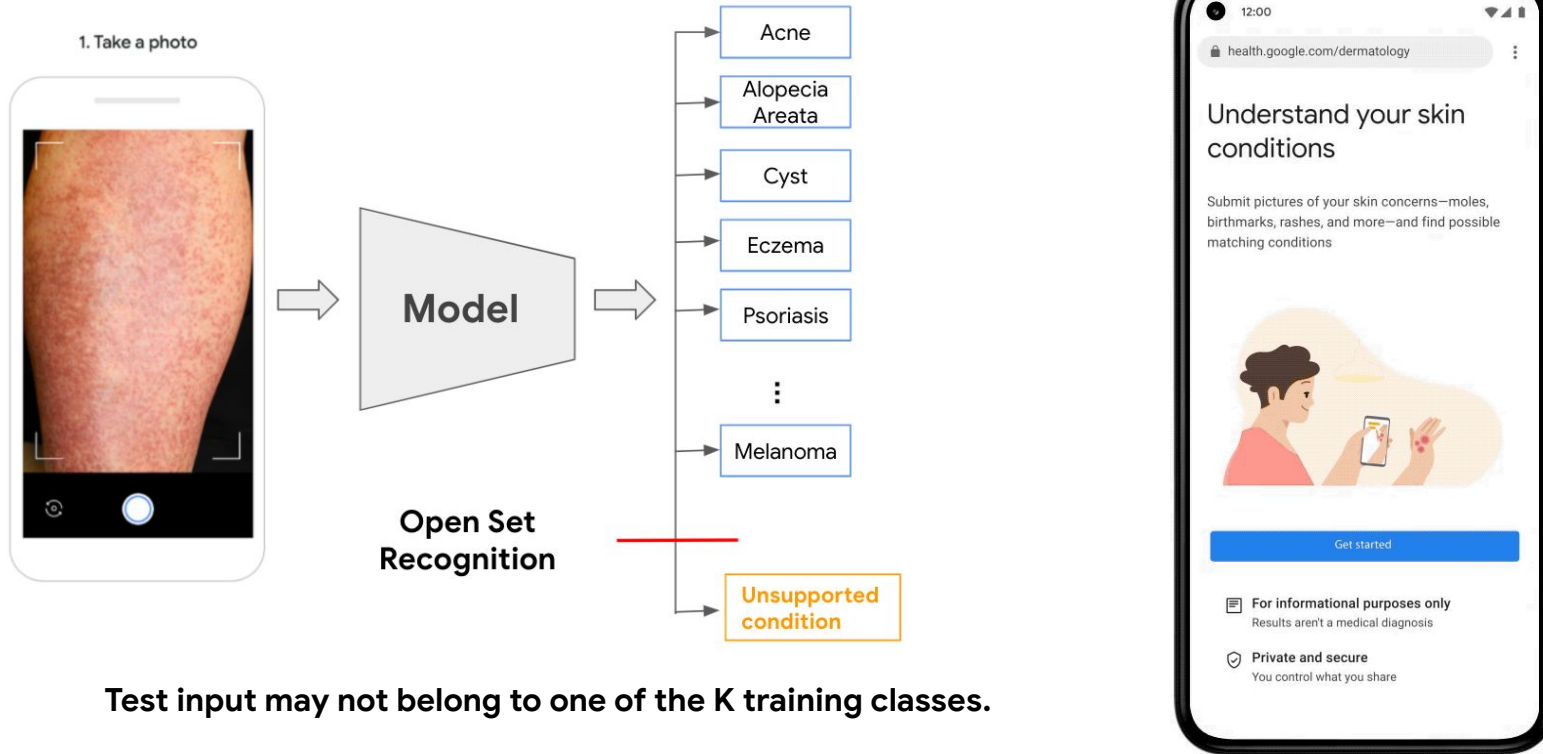 1. Take a photo
Model
Open Set
Recognition
Acne
Alopecia
Areata
Cyst
Eczema
Psoriasis
Melanoma
Unsupported
condition
Test input may not belong to one of the K training classes.
12:00
health.google.com/dermatology
Understand your skin
conditions
Submit pictures of your skin concerns—moles,
birthmarks, rashes, and more—and find possible
matching conditions
Get started
For informational purposes only
Results aren't a medical diagnosis
Private and secure
You control what you share